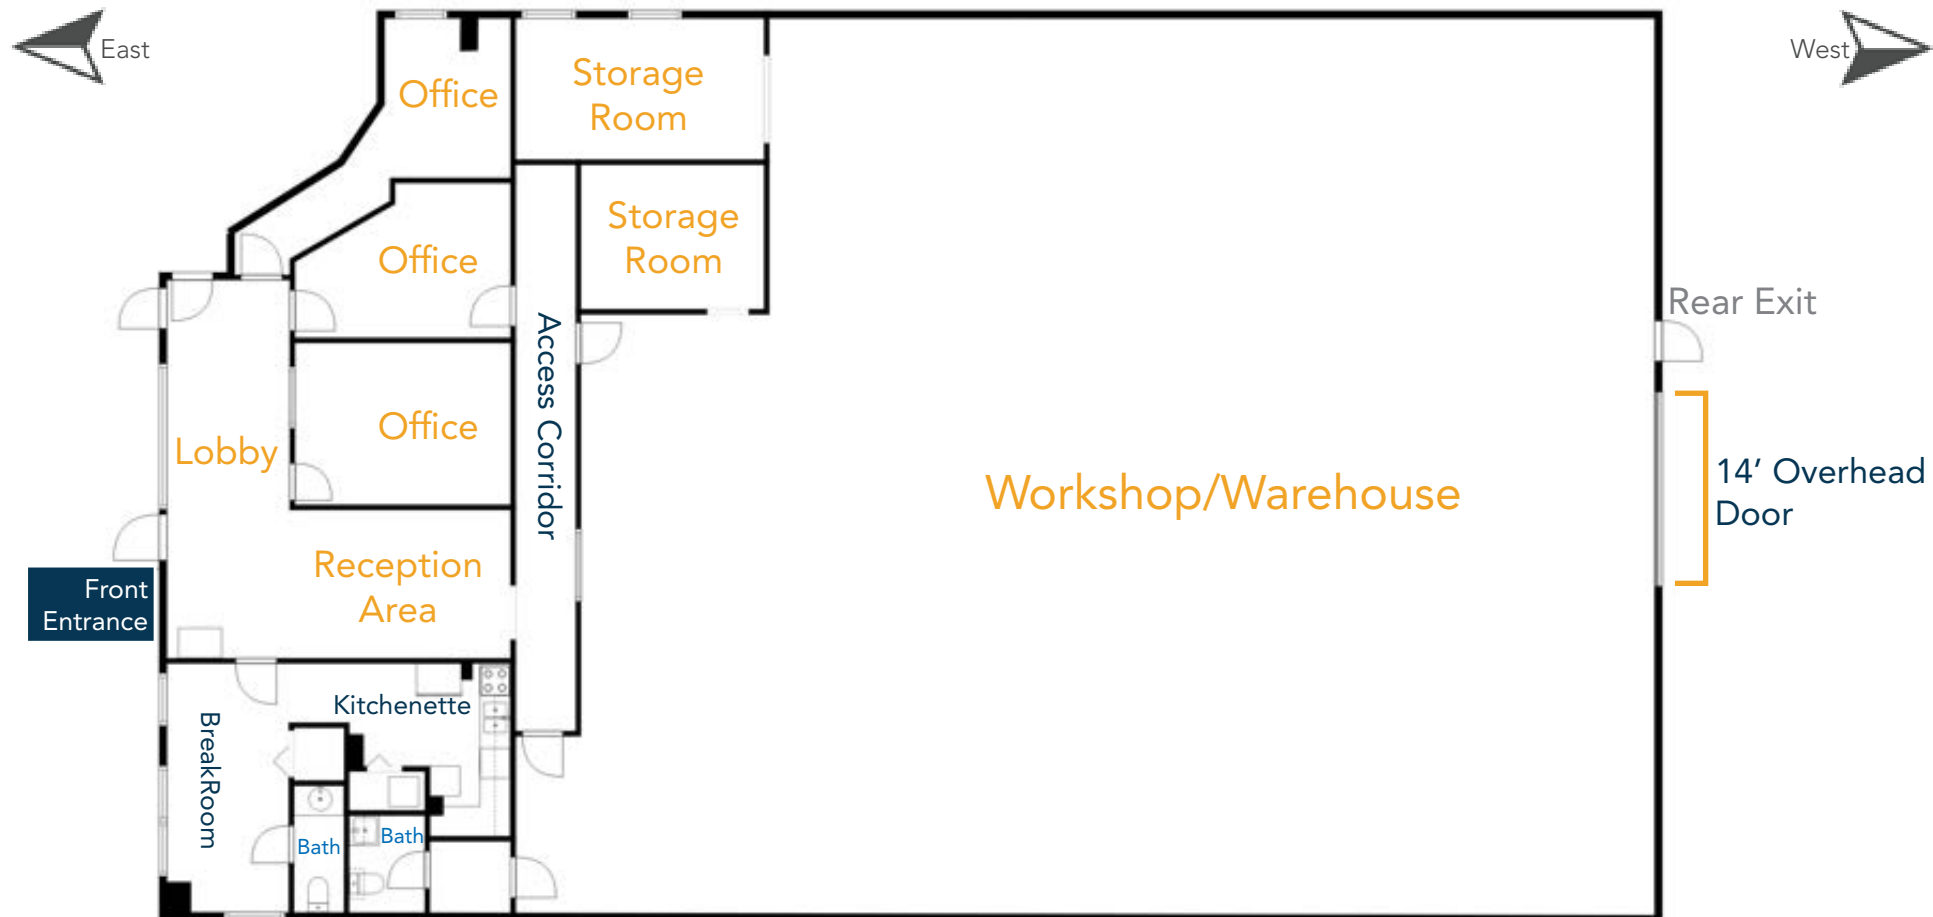 East
West
Office
Storage
Room
Office
Storage
Room
Rear Exit
Access Corridor
Office
Lobby
Workshop/Warehouse
14’ Overhead
Door
Reception
Area
Front
Entrance
Kitchenette
BreakRoom
Bath
Bath